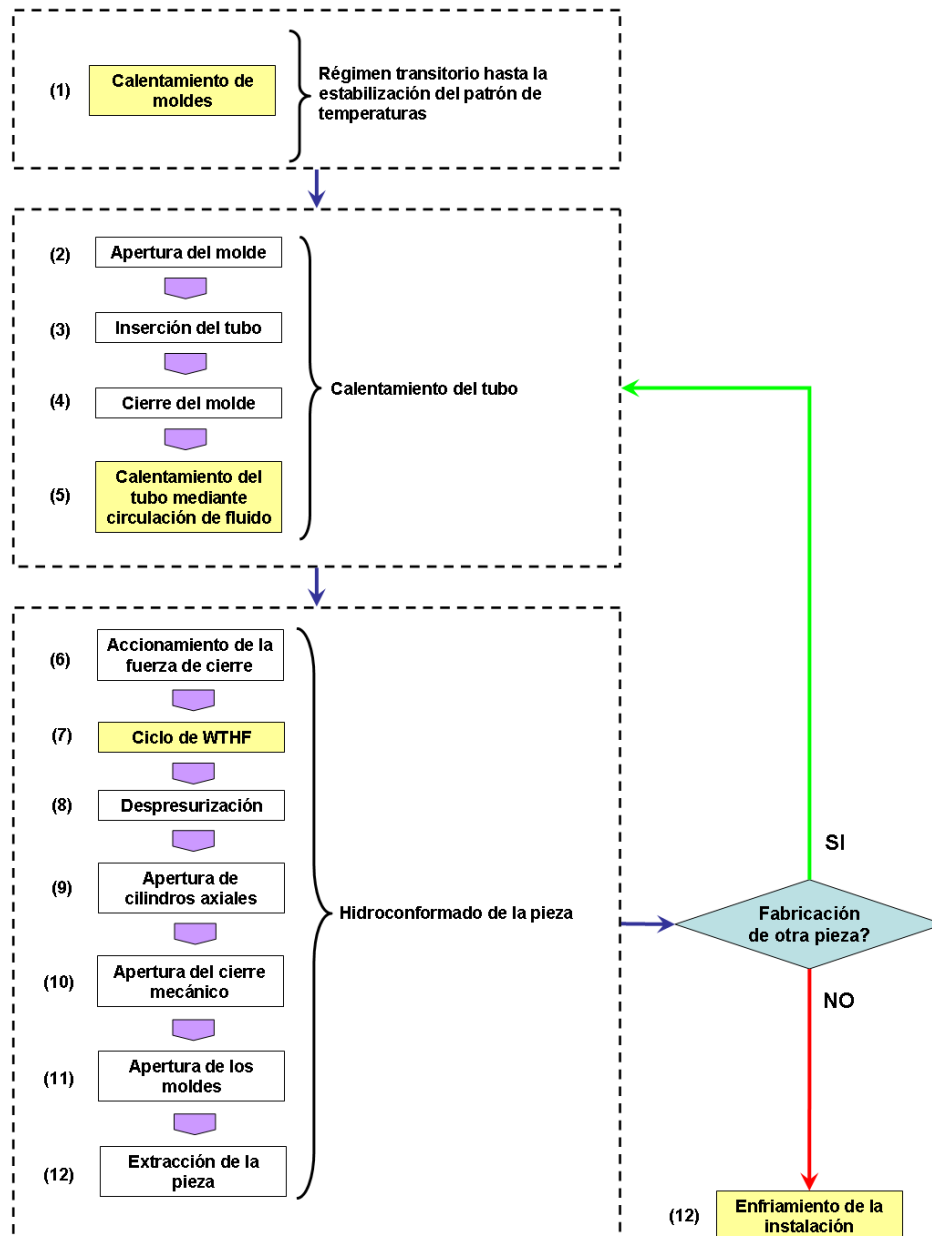 (1)
Calentamiento de
moldes
Régimen transitorio hasta la
estabilización del patrón de
temperaturas
(2)
Apertura del molde
(3)
Inserción del tubo
(4)
Cierre del molde
(5)
Calentamiento del
tubo mediante
circulación de fluido
Calentamiento del tubo
(6)
Accionamiento de la
fuerza de cierre
(7)
Ciclo de WTHF
(8)
Despresurización
(9)
Apertura de
cilindros axiales
(10)
Apertura del cierre
mecánico
(11)
Apertura de los
moldes
(12)
Extracción de la
pieza
Hidroconformado de la pieza
SI
Fabricación
de otra pieza?
NO
(12)
Enfriamiento de la
instalación